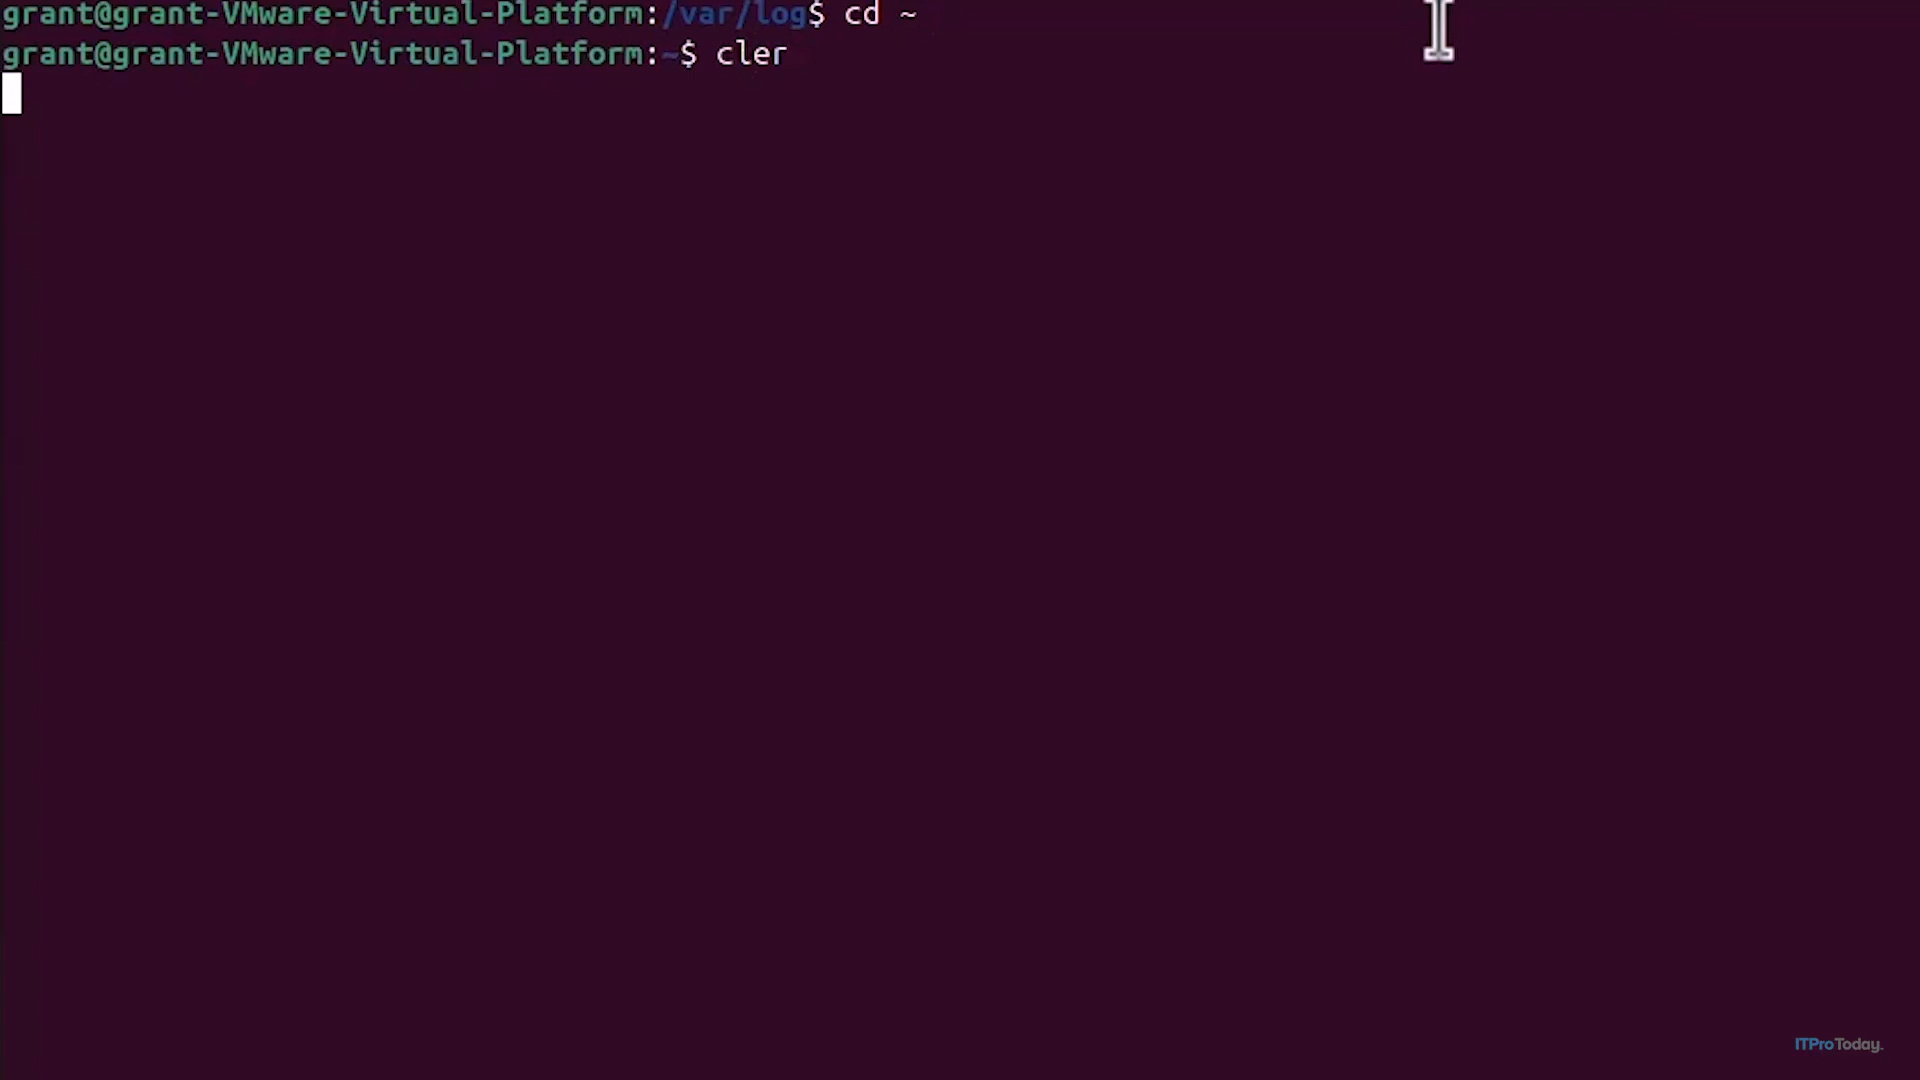 grant@grant-VMware-Virtual-Platform:/var/log$ cd ~
grant@grant-VMware-Virtual-Platform:~$ cler
ITProToday.